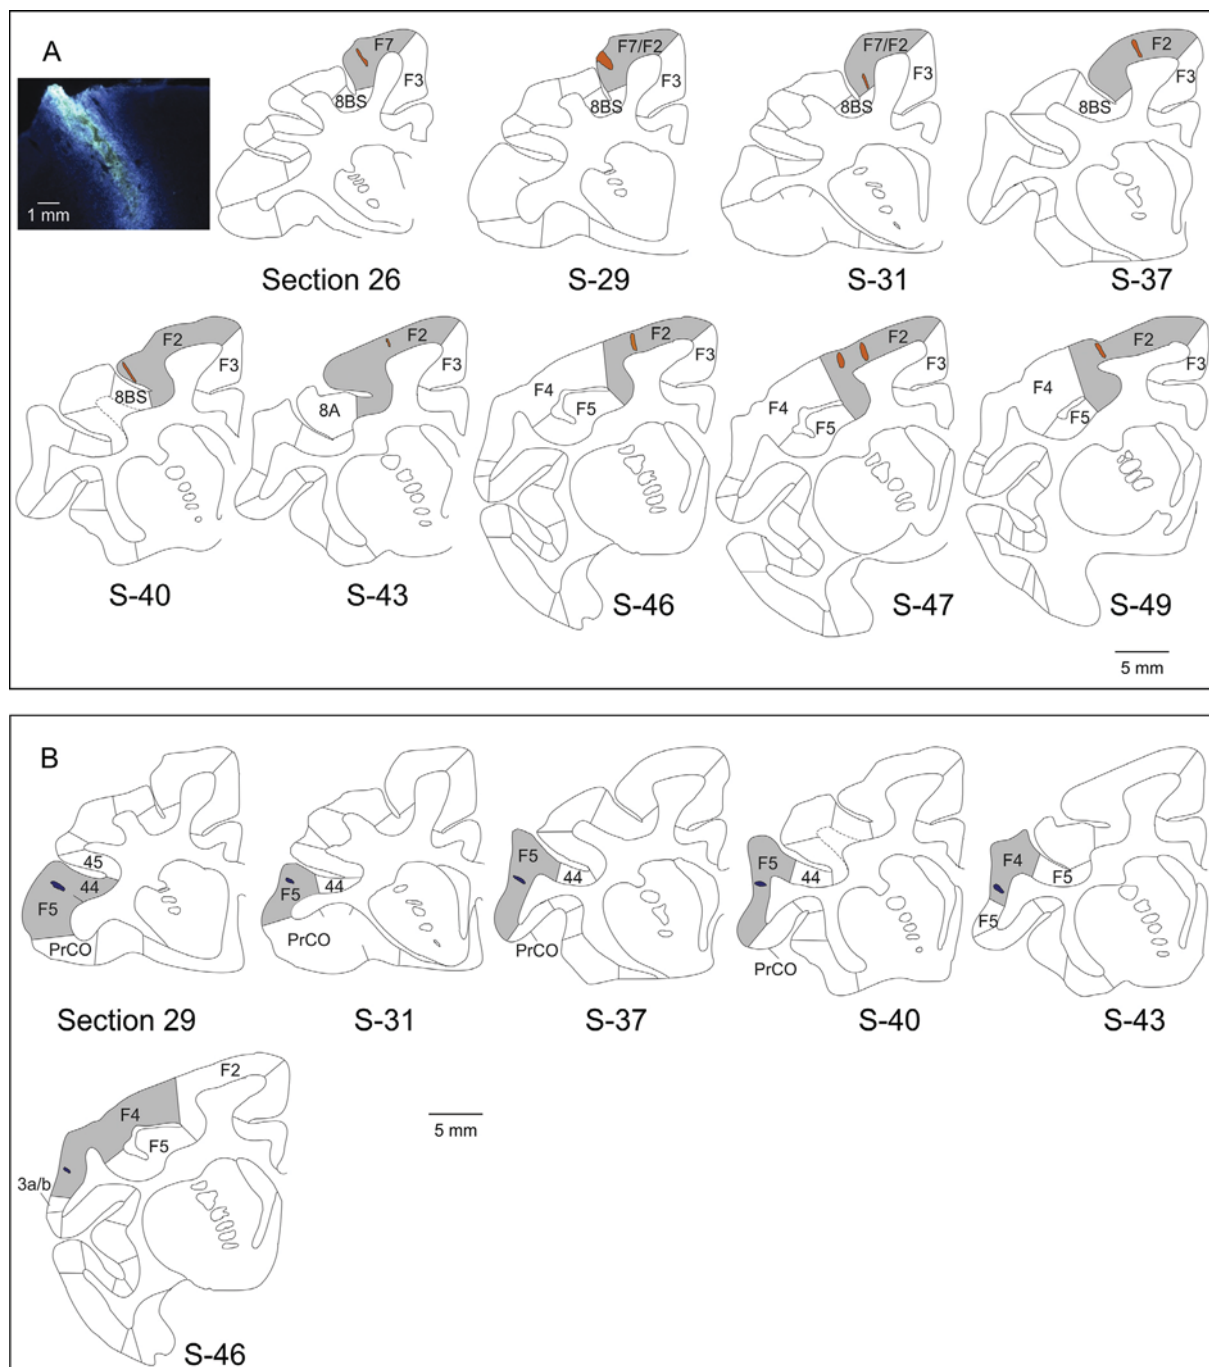 A
1 mm
F7
F3
8BS
Section 26
F7/F2
F3
8BS
S-29
F7/F2
F3
8BS
S-31
F2
F3
8BS
S-37
F2
F3
8BS
S-40
F2
F3
8A
S-43
F2
F3
F4
F5
S-46
F2
F3
F4
F5
S-47
F2
F3
F4
F5
S-49
5 mm
B
45
44
F5
PrCO
Section 29
F5
44
PrCO
S-31
F5
44
PrCO
S-37
F5
44
PrCO
S-40
F4
F5
F5
S-43
F2
F4
F5
3a/b
S-46
5 mm